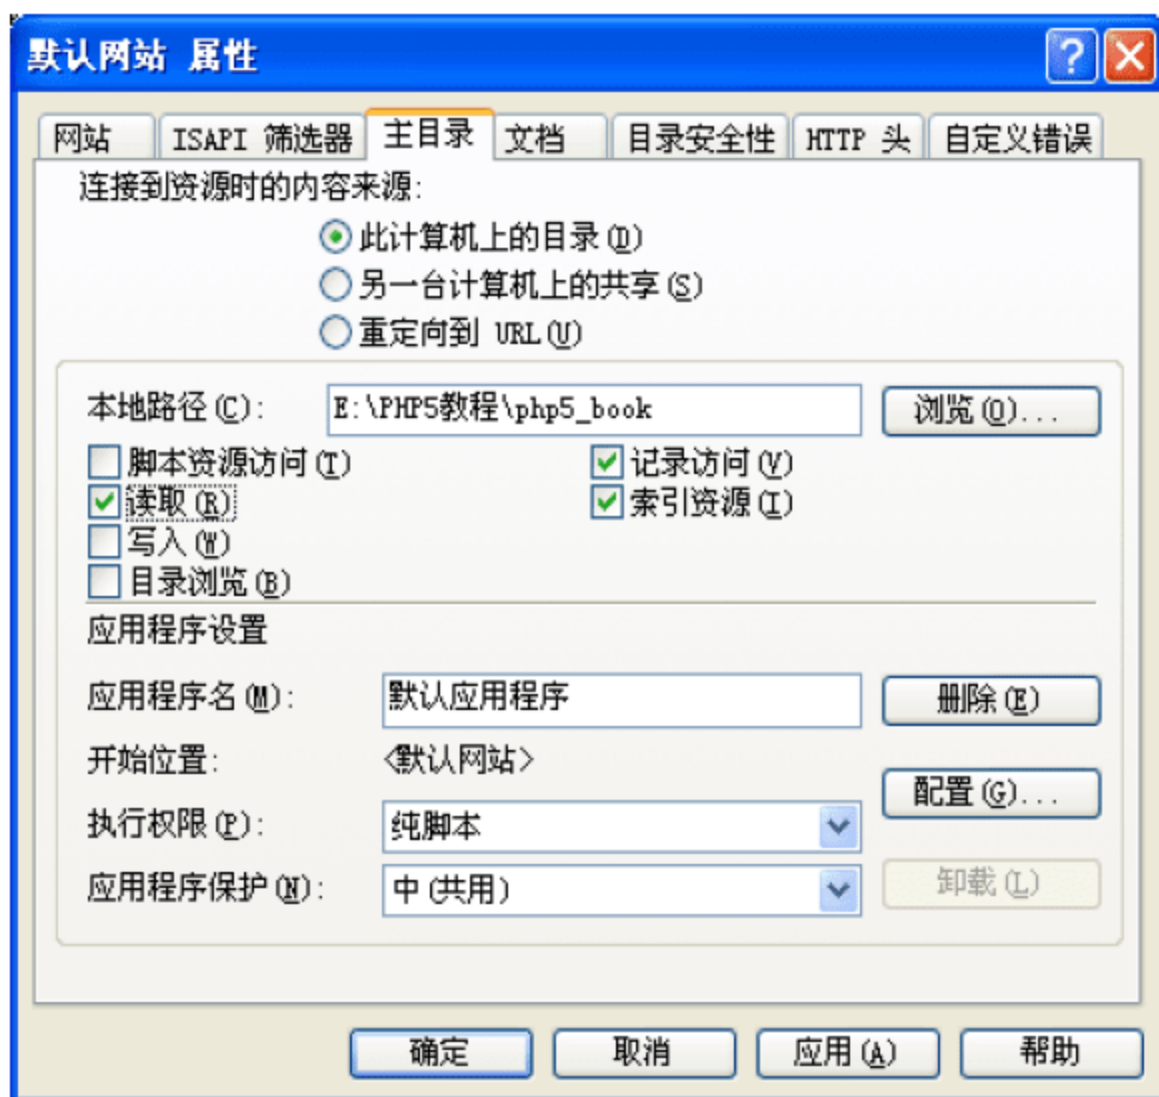 默认网站 属性
网站 ISAPI 筛选器 主目录 文档 目录安全性 HTTP 头 自定义错误
连接到资源时的内容来源:
此计算机上的目录(D)
另一台计算机上的共享(S)
重定向到 URL(U)
本地路径(C): E:\PHP5教程\php5_book 浏览(O)...
脚本资源访问(T) 记录访问(V)
读取(R) 索引资源(I)
写入(W)
目录浏览(B)
应用程序设置
应用程序名(M): 默认应用程序 删除(E)
开始位置: <默认网站>
配置(G)...
执行权限(P): 纯脚本
应用程序保护(N): 中(共用) 卸载(L)
确定 取消 应用(A) 帮助